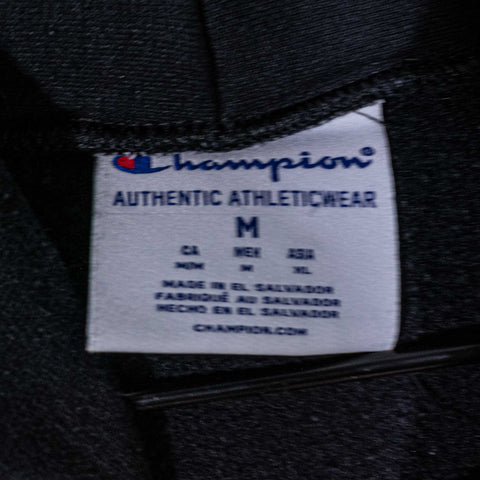 Champion
AUTHENTIC ATHLETICWEAR
M
CA MEX ASIA
M/M M XL
MADE IN EL SALVADOR
FABRIQUÉ AU SALVADOR
HECHO EN EL SALVADOR
CHAMPION.COM